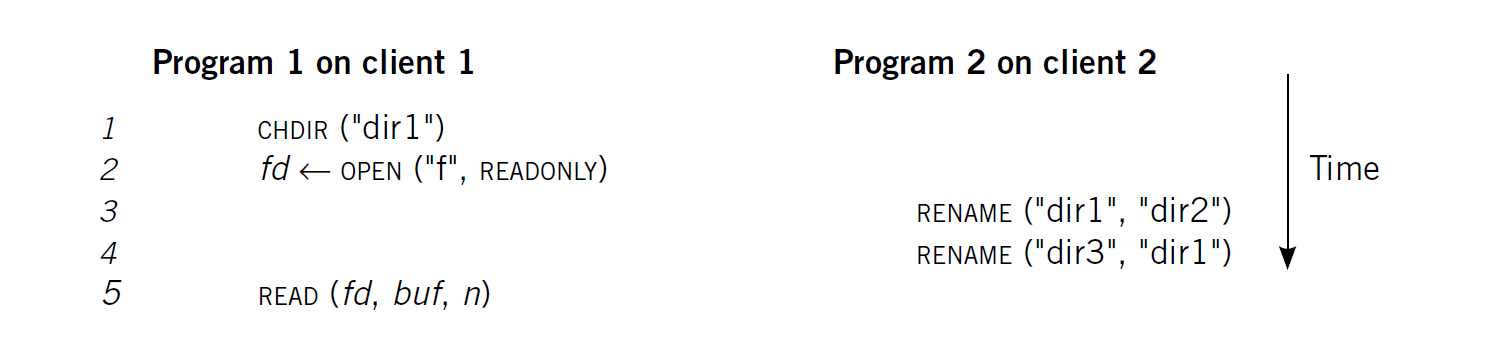 Program 1 on client 1 Program 2 on client 2
1 CHDIR ("dir1")
2 fd ← OPEN ("f", READONLY) Time
3 RENAME ("dir1", "dir2")
4 RENAME ("dir3", "dir1")
5 READ (fd, buf, n)